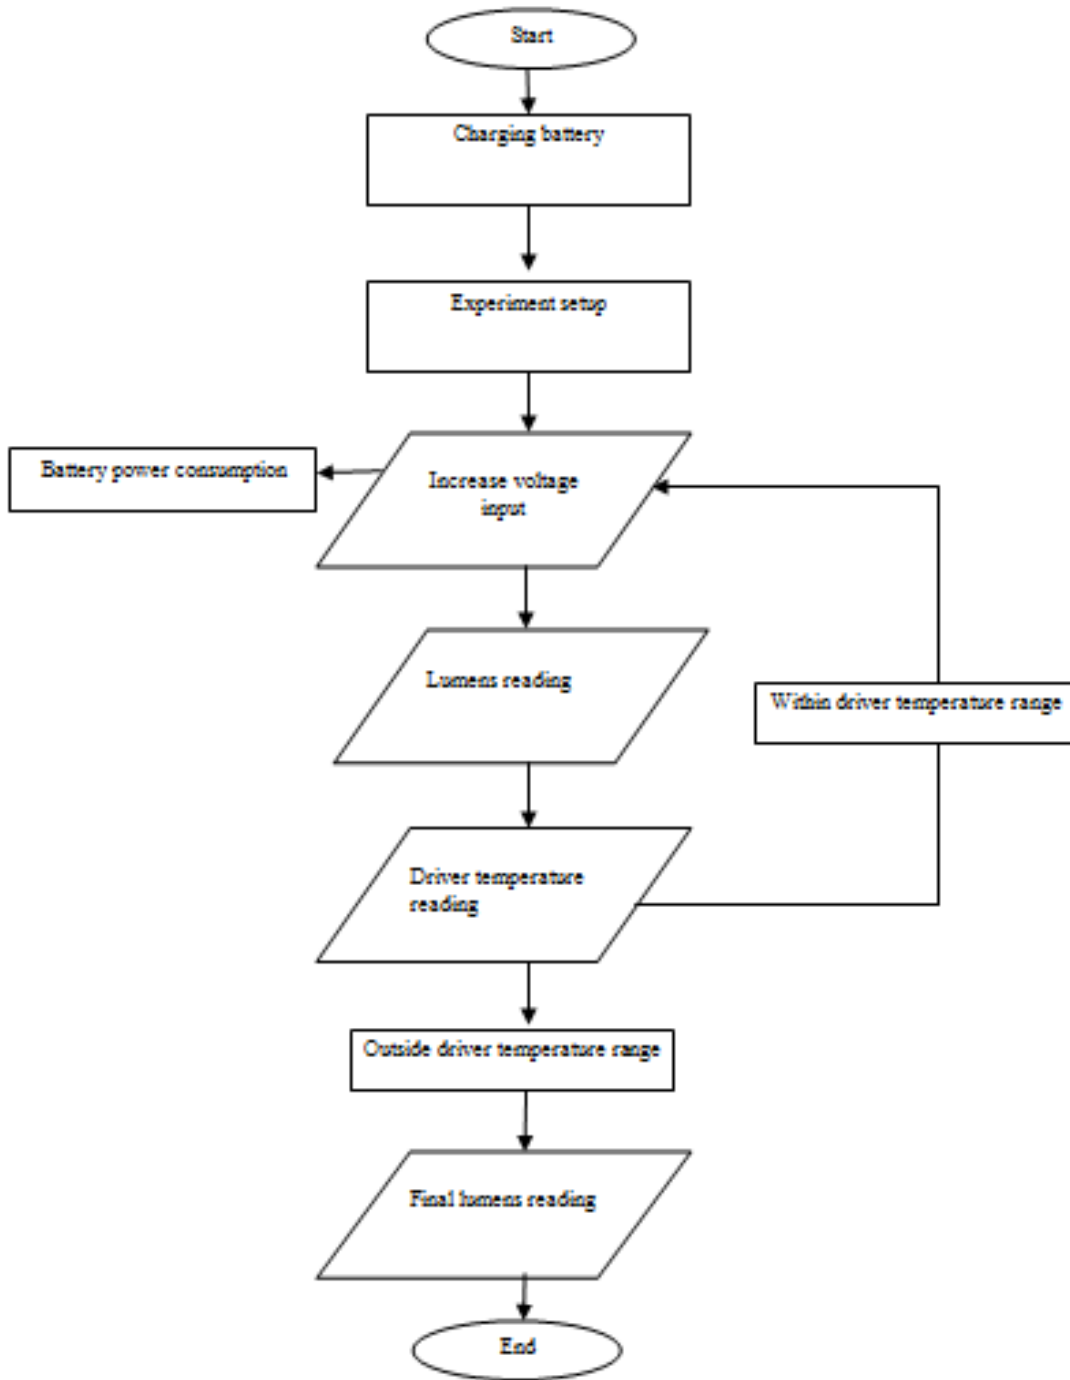 Start
Charging battery
Experiment setup
Battery power consumption
Increase voltage
input
Lumens reading
Within driver temperature range
Driver temperature
reading
Outside driver temperature range
Final lumens reading
End